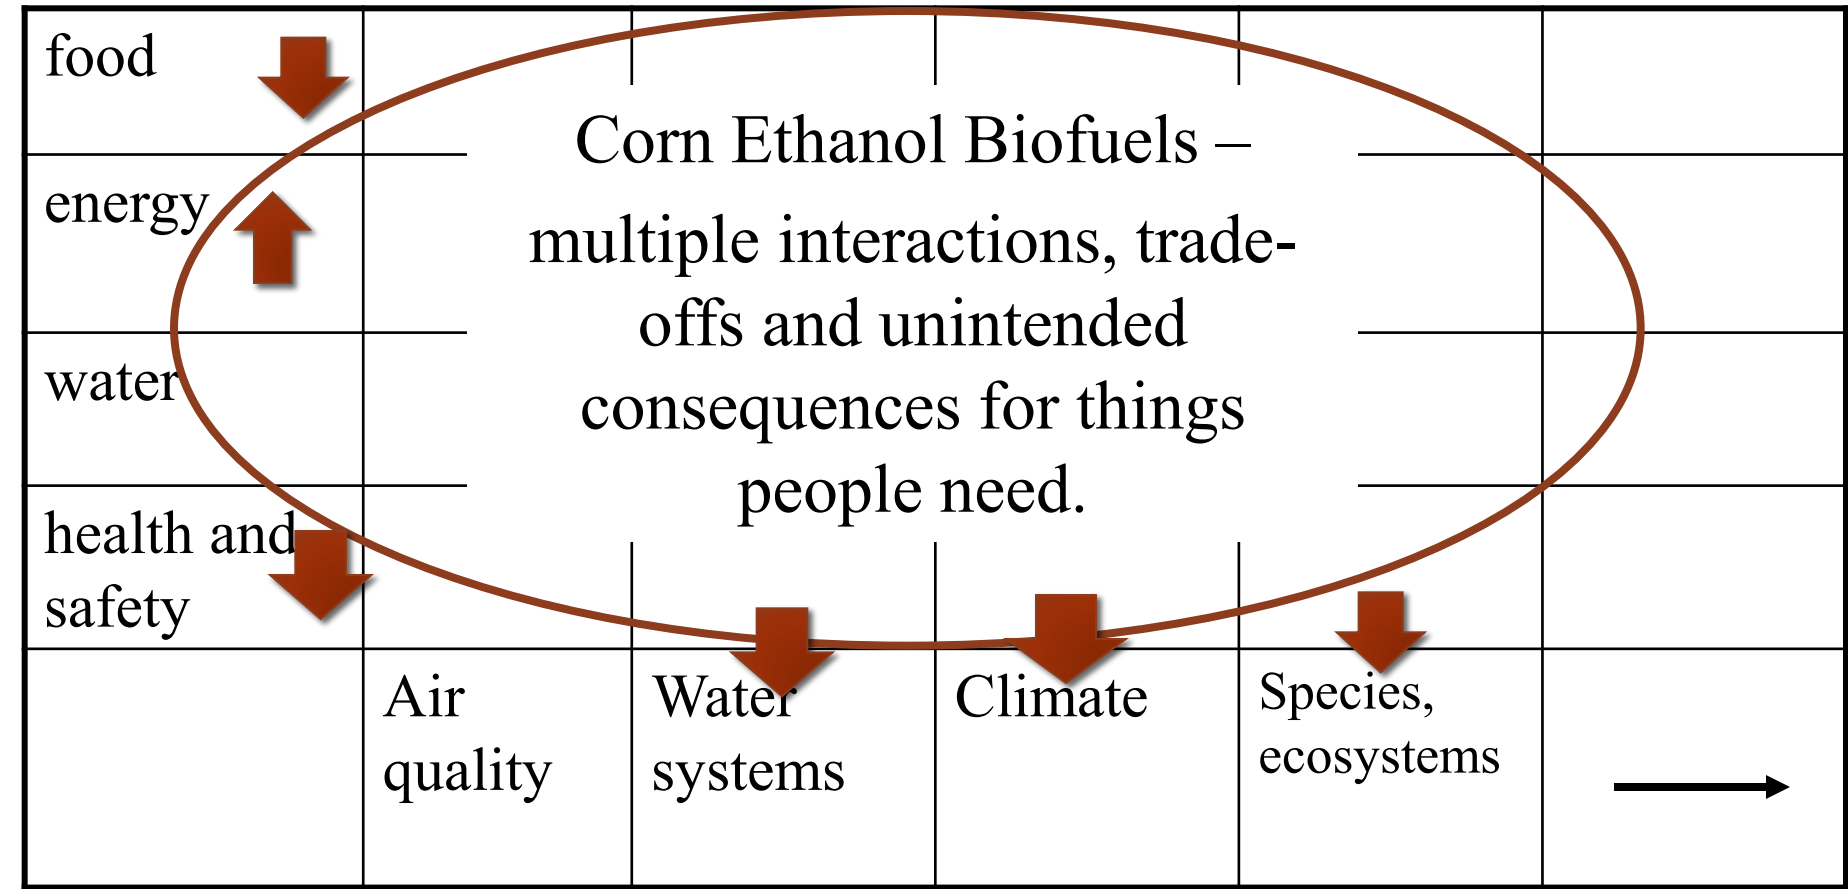 food
Corn Ethanol Biofuels –
energy
multiple interactions, trade-
offs and unintended
water
consequences for things
people need.
health and
safety
Air
quality
Water
systems
Climate
Species,
ecosystems